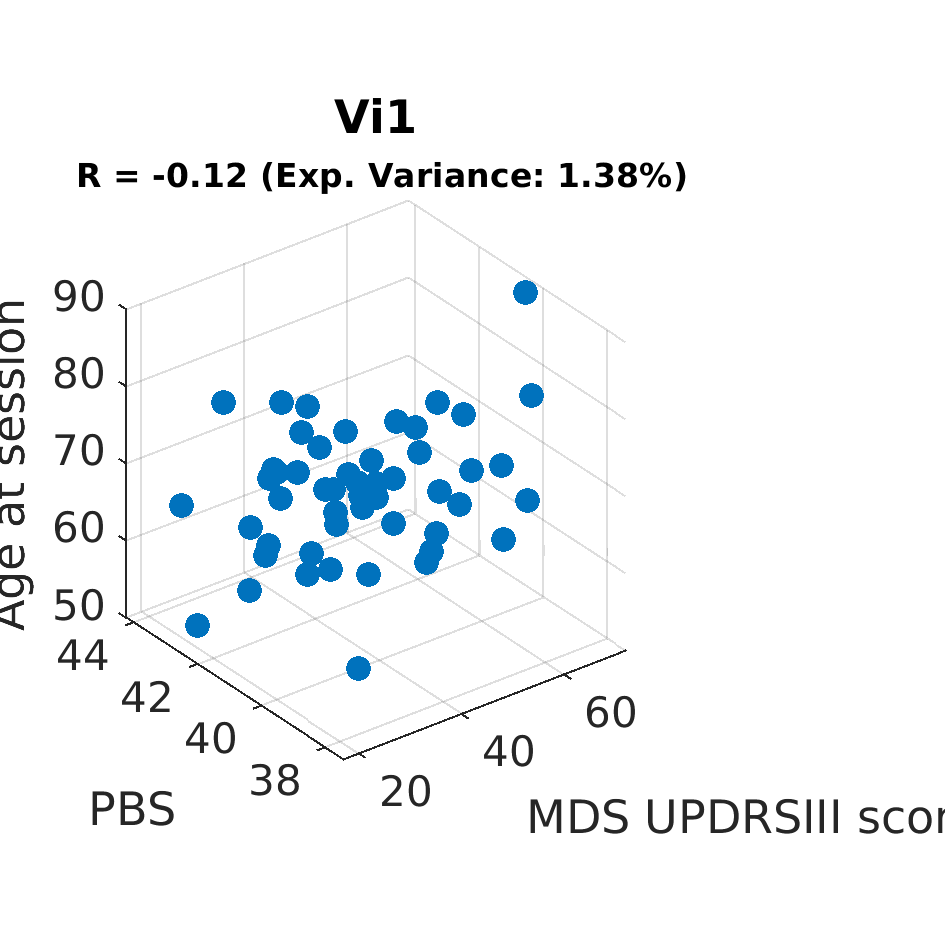 Vi1
R = -0.12 (Exp. Variance: 1.38%)
Age at session
90
80
70
60
50
44
42
40
38
PBS
20
40
60
MDS UPDRSIII scor